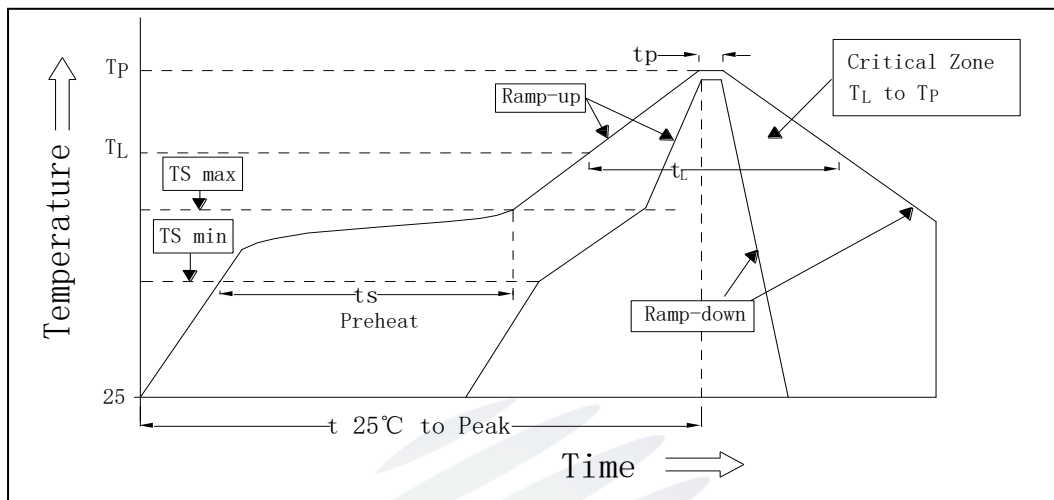 tp
Critical Zone
TL to TP
TP
Ramp-up
TL
TS max
tL
TS min
ts
Preheat
Ramp-down
25
t 25℃ to Peak
Temperature
Time